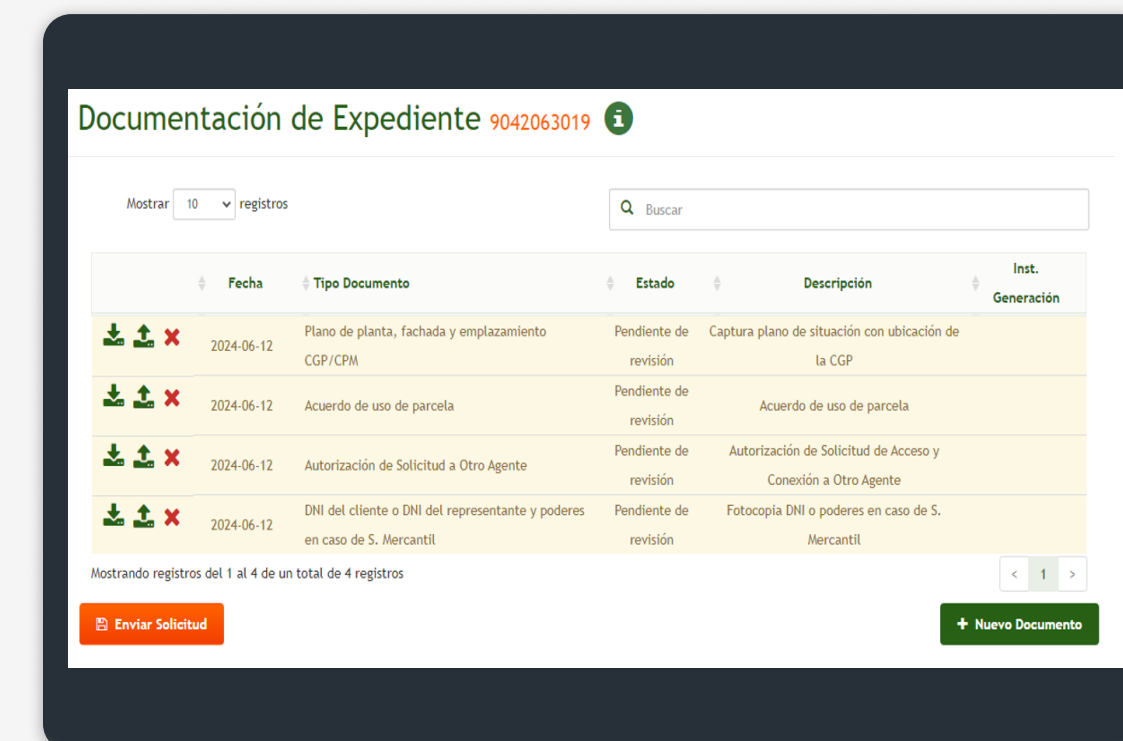 Documentación de Expediente 9042063019
Mostrar 10 registros
Buscar
Fecha Tipo Documento Estado Descripción Inst. Generación
2024-06-12 Plano de planta, fachada y emplazamiento CGP/CPM Pendiente de revisión Captura plano de situación con ubicación de la CGP
2024-06-12 Acuerdo de uso de parcela Pendiente de revisión Acuerdo de uso de parcela
2024-06-12 Autorización de Solicitud a Otro Agente Pendiente de revisión Autorización de Solicitud de Acceso y Conexión a Otro Agente
2024-06-12 DNI del cliente o DNI del representante y poderes en caso de S. Mercantil Pendiente de revisión Fotocopia DNI o poderes en caso de S. Mercantil
Mostrando registros del 1 al 4 de un total de 4 registros
< 1 >
Enviar Solicitud
+ Nuevo Documento